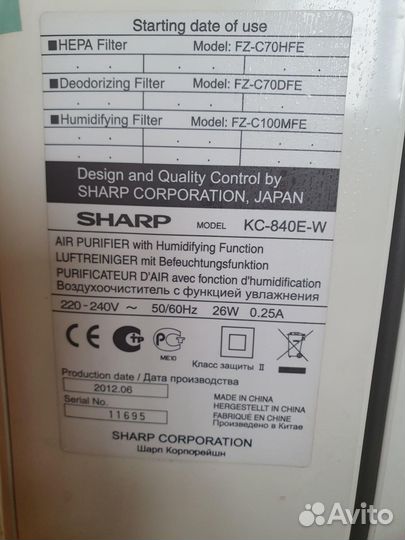 Starting date of use
■HEPA Filter Model: FZ-C70HFE
■Deodorizing Filter Model: FZ-C70DFE
■Humidifying Filter Model: FZ-C100MFE
Design and Quality Control by
SHARP CORPORATION, JAPAN
SHARP MODEL KC-840E-W
AIR PURIFIER with Humidifying Function
LUFTREINIGER mit Befeuchtungsfunktion
PURIFICATEUR D'AIR avec fonction d'humidification
Воздухоочиститель с функцией увлажнения
220-240V ~ 50/60Hz 26W 0.25A
CE
ME10
Класс защиты II
Production date / Дата производства
2012.06
Serial No.
11695
MADE IN CHINA
HERGESTELLT IN CHINA
FABRIQUÉ EN CHINE
Произведено в Китае
SHARP CORPORATION
Шарп Корпорейшн
Avito